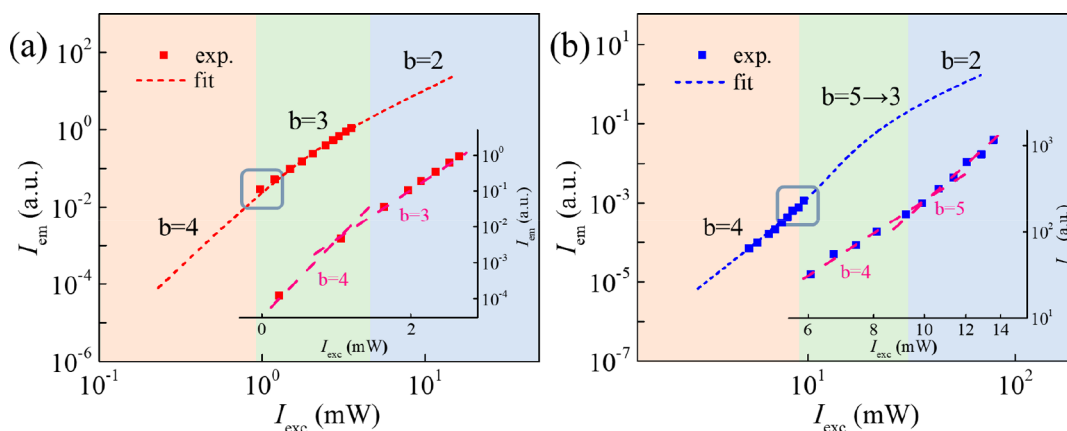 (a)
10^2
10^0
10^-2
10^-4
10^-6
I_em (a.u.)
exp.
fit
b=2
b=3
b=4
10^0
10^-1
10^-2
10^-3
10^-4
I_em (a.u.)
b=3
b=4
0
2
I_exc (mW)
10^-1
10^0
10^1
I_exc (mW)
(b)
10^1
10^-1
10^-3
10^-5
10^-7
I_em (a.u.)
exp.
fit
b=2
b=5→3
b=4
10^3
10^2
10^1
(a.u.)
b=5
b=4
6
8
10
12
14
I_exc (mW)
10^1
10^2
I_exc (mW)